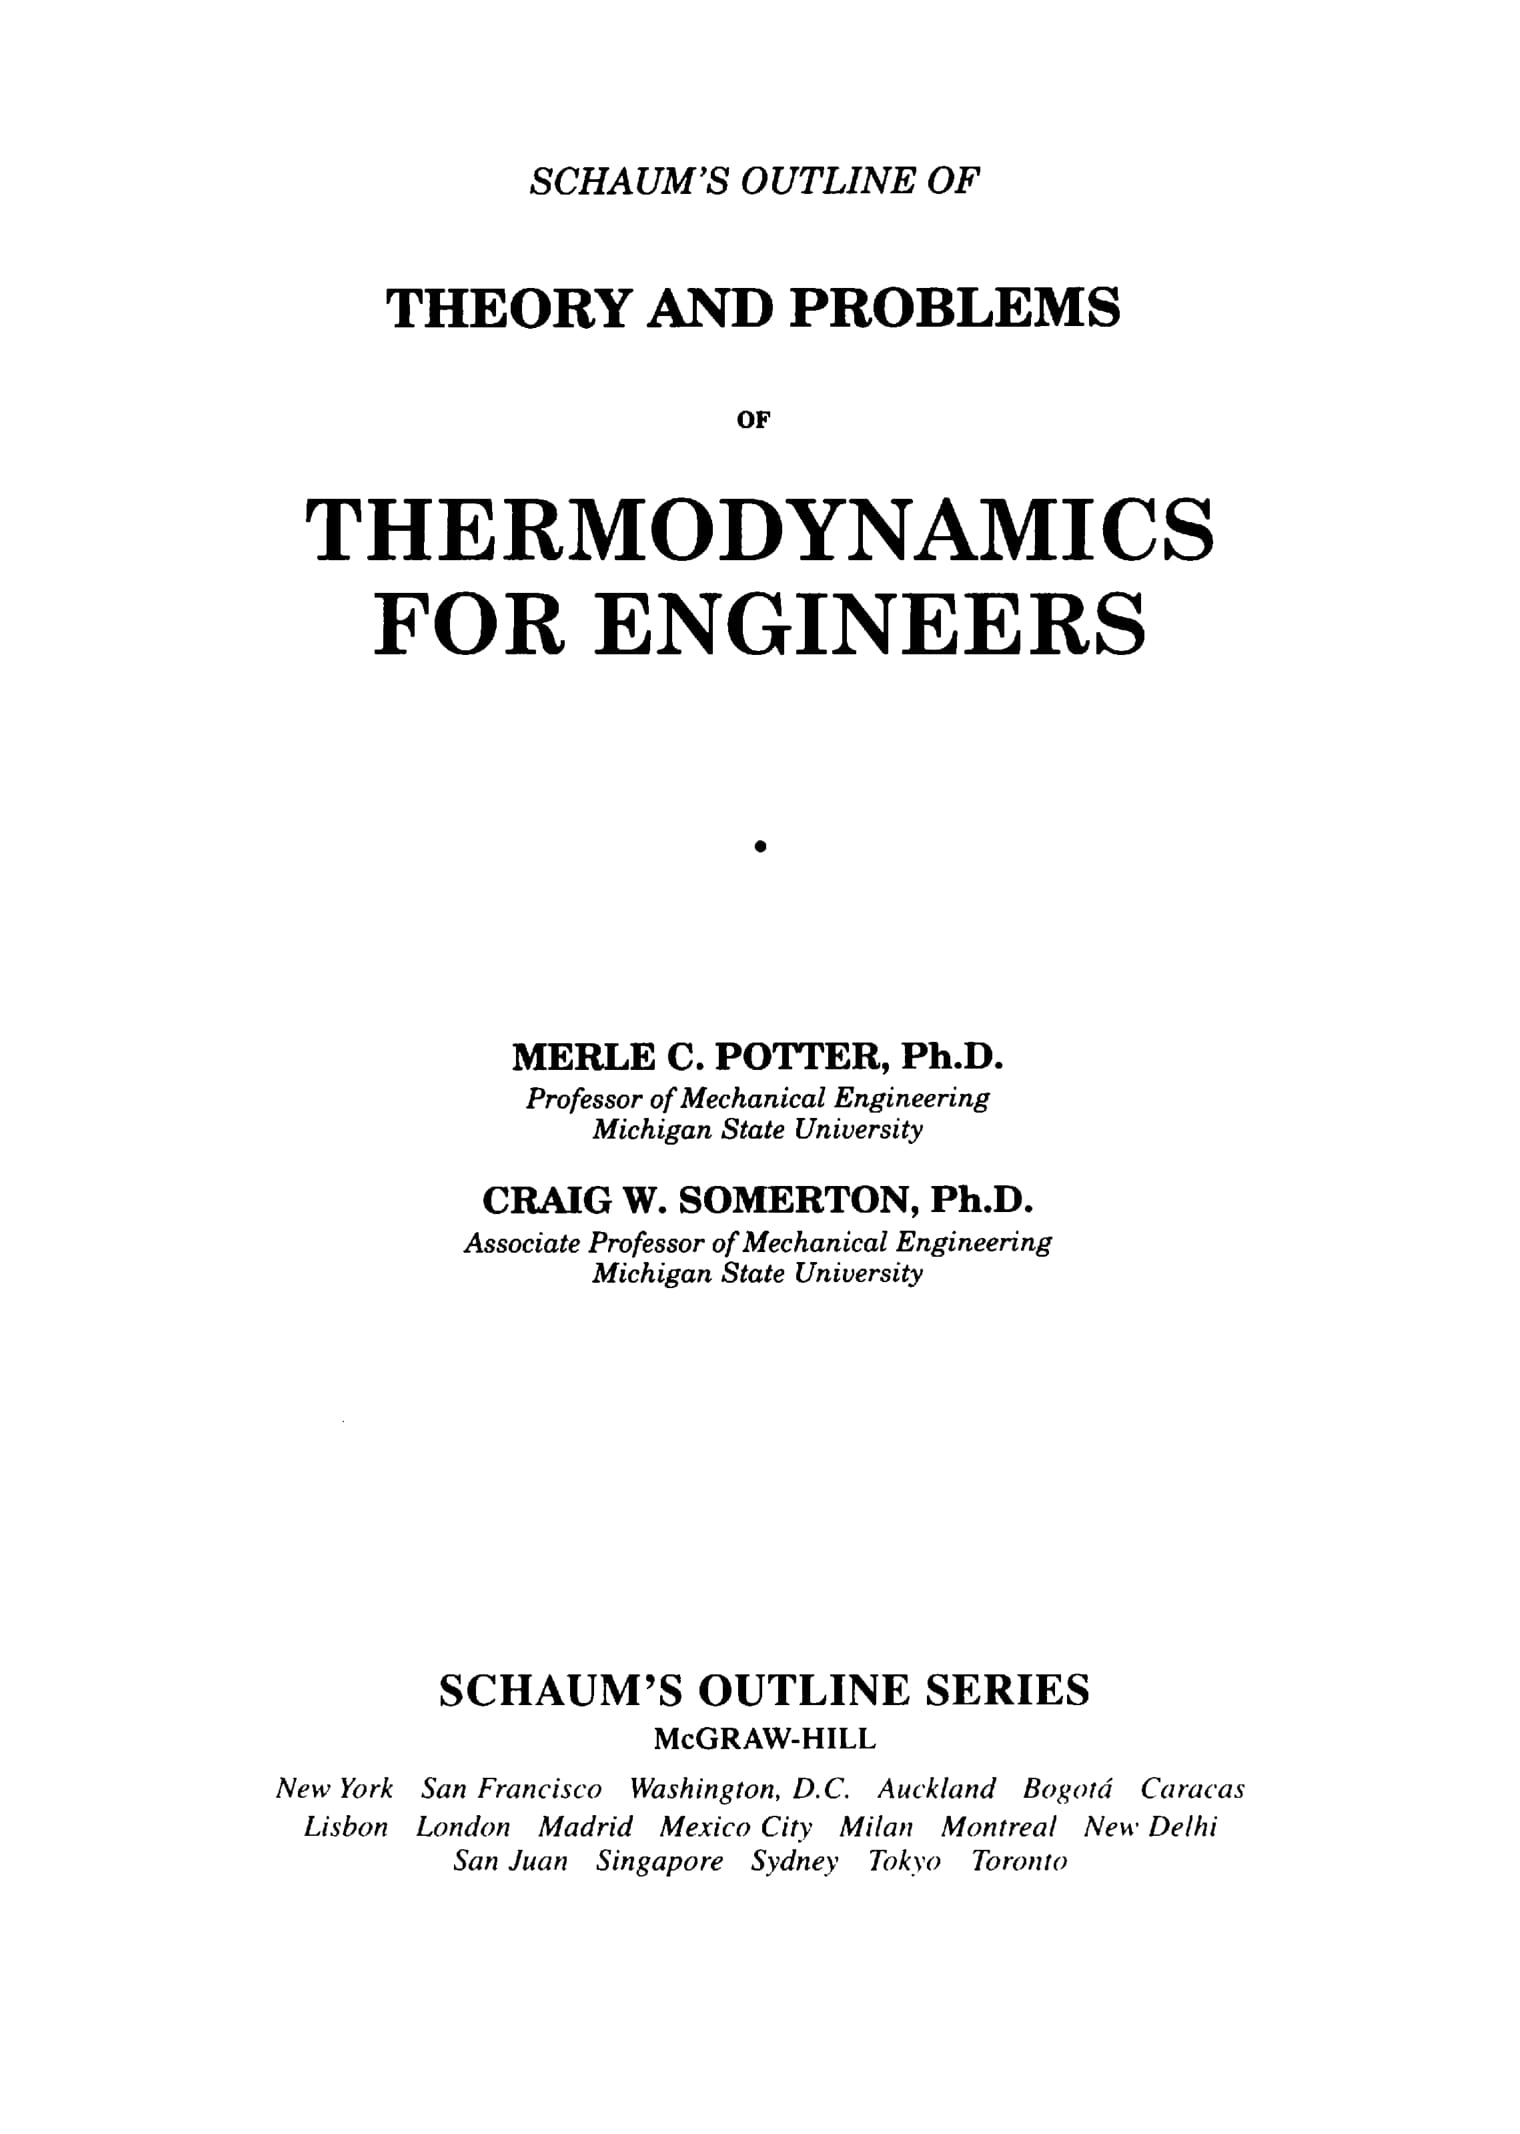 SCHAUM'S OUTLINE OF
THEORY AND PROBLEMS
OF
THERMODYNAMICS
FOR ENGINEERS
•
MERLE C. POTTER, Ph.D.
Professor of Mechanical Engineering
Michigan State University
CRAIG W. SOMERTON, Ph.D.
Associate Professor of Mechanical Engineering
Michigan State University
SCHAUM'S OUTLINE SERIES
McGRAW-HILL
New York San Francisco Washington, D.C. Auckland Bogotá Caracas
Lisbon London Madrid Mexico City Milan Montreal New Delhi
San Juan Singapore Sydney Tokyo Toronto